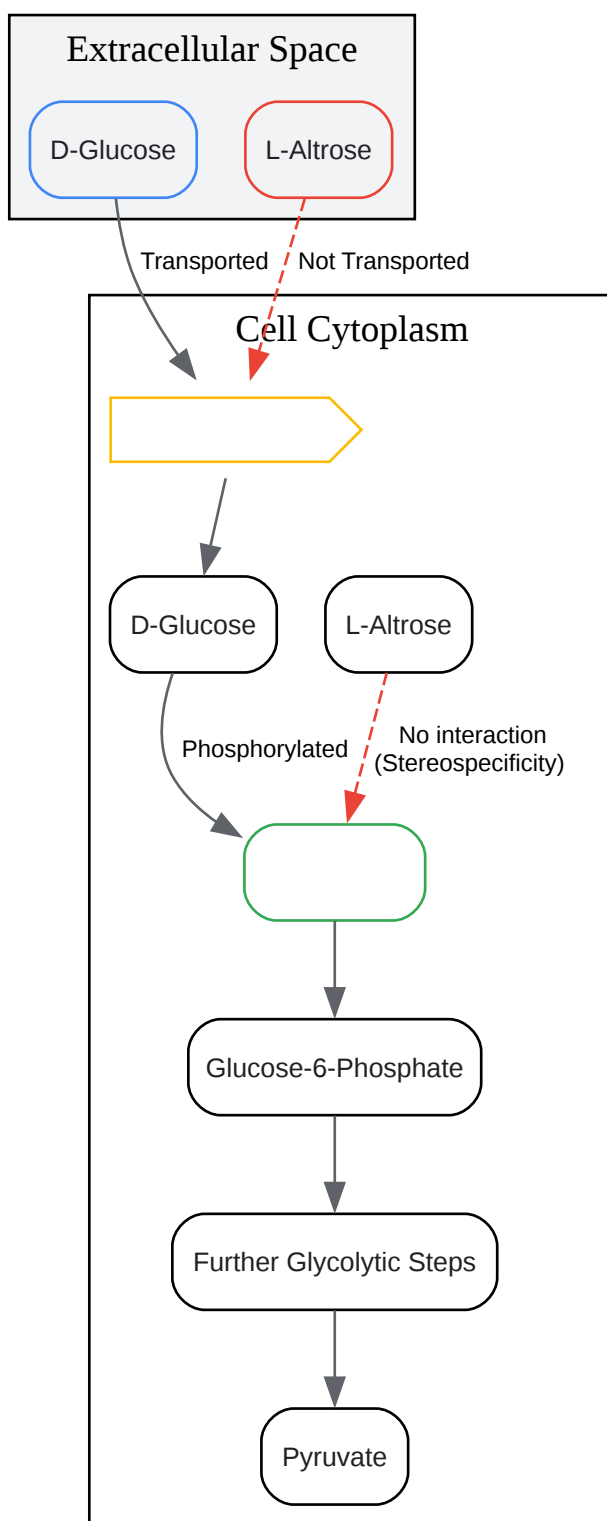 Extracellular Space
D-Glucose
L-Altrose
Transported
Not Transported
Cell Cytoplasm
D-Glucose
L-Altrose
Phosphorylated
No interaction
(Stereospecificity)
Glucose-6-Phosphate
Further Glycolytic Steps
Pyruvate